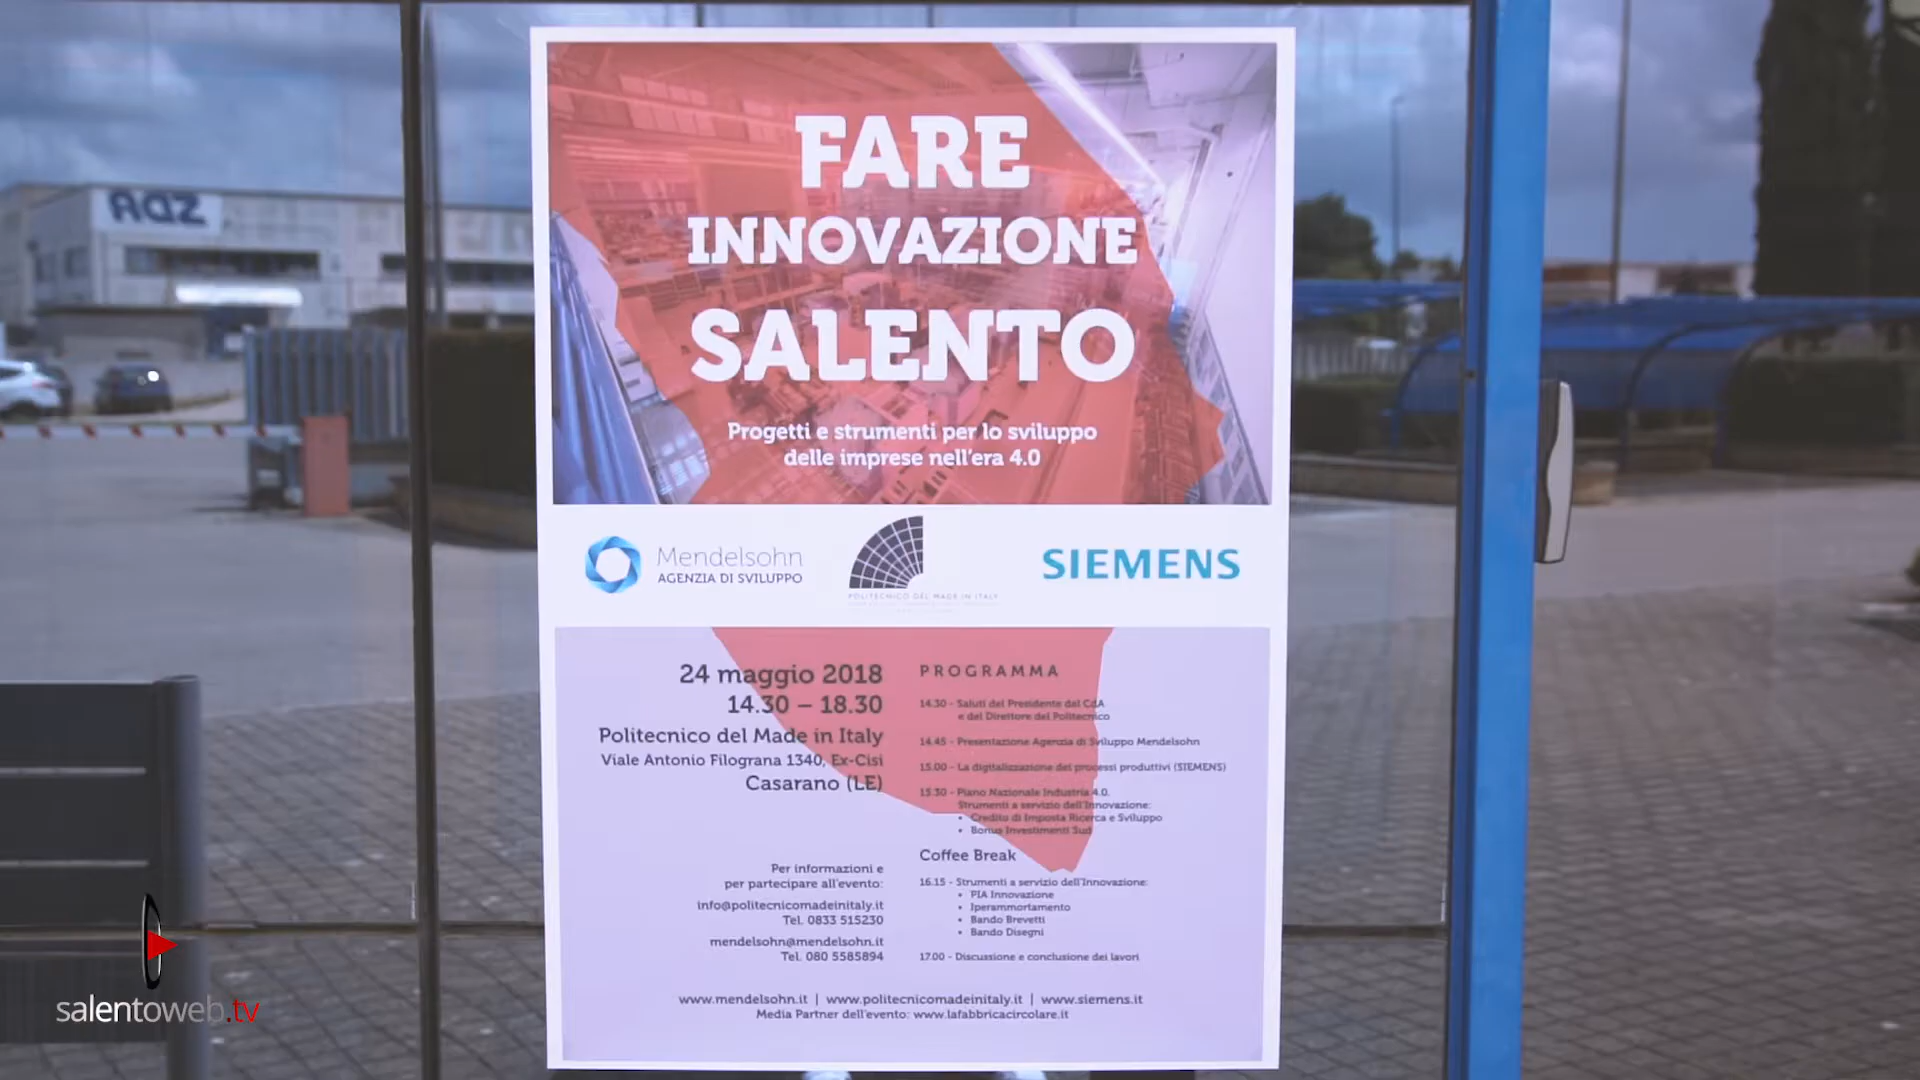 ADZ
FARE
INNOVAZIONE
SALENTO
Progetti e strumenti per lo sviluppo
delle imprese nell'era 4.0
Mendelsohn
AGENZIA DI SVILUPPO
POLITECNICO DEL MADE IN ITALY
SIEMENS
24 maggio 2018
14.30 – 18.30
Politecnico del Made in Italy
Viale Antonio Filograna 1340, Ex-Cisi
Casarano (LE)
Per informazioni e
per partecipare all'evento:
info@politecnicomadeinitaly.it
Tel. 0833 515230
mendelsohn@mendelsohn.it
Tel. 080 5585894
PROGRAMMA
14.30 - Saluti del Presidente del CdA
e del Direttore del Politecnico
14.45 - Presentazione Agenzia di Sviluppo Mendelsohn
15.00 - La digitalizzazione dei processi produttivi (SIEMENS)
15.30 - Piano Nazionale Industria 4.0.
Strumenti a servizio dell'Innovazione:
• Credito di Imposta Ricerca e Sviluppo
• Bonus Investimenti Sud
Coffee Break
16.15 - Strumenti a servizio dell'Innovazione:
• PIA Innovazione
• Iperammortamento
• Bando Brevetti
• Bando Disegni
17.00 - Discussione e conclusione dei lavori
www.mendelsohn.it | www.politecnicomadeinitaly.it | www.siemens.it
Media Partner dell'evento: www.lafabbricacircolare.it
salentoweb.tv